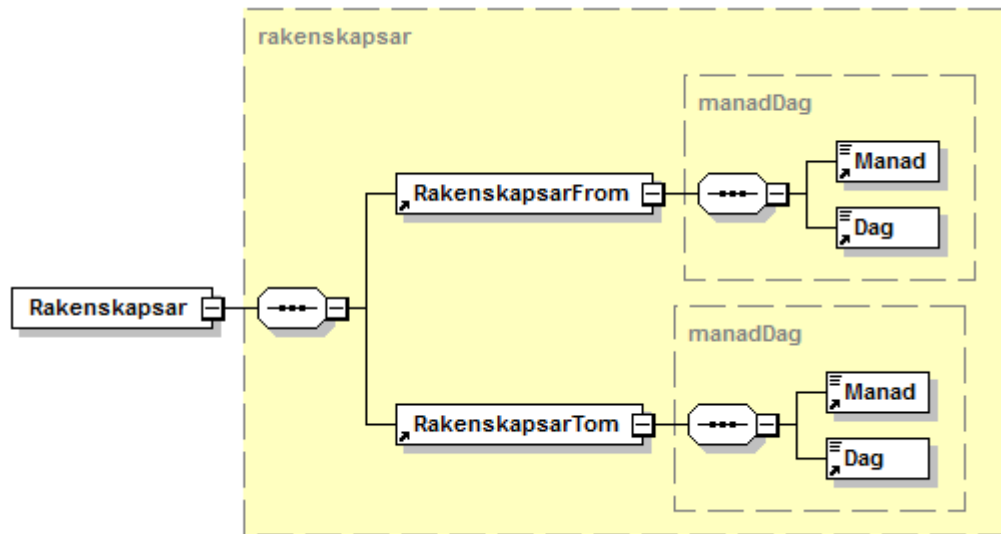 rakenskapsar
manadDag
Manad
RakenskapsarFrom
Dag
Rakenskapsar
manadDag
Manad
RakenskapsarTom
Dag